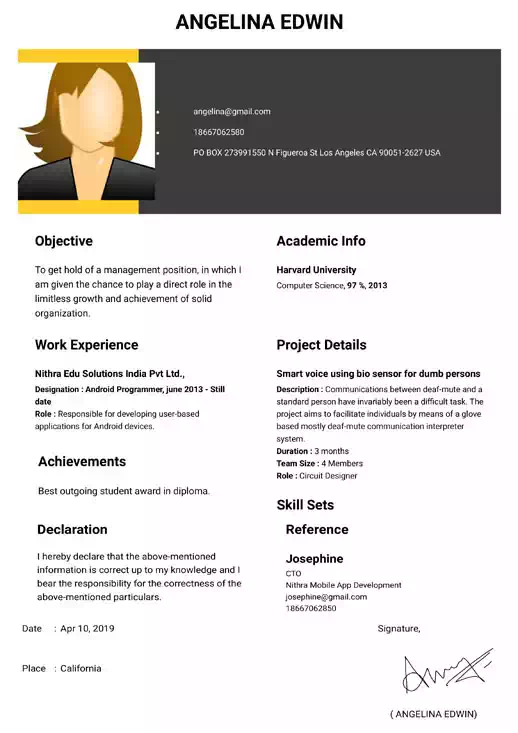 ANGELINA EDWIN
angelina@gmail.com
18667062580
PO BOX 273991550 N Figueroa St Los Angeles CA 90051-2627 USA
Objective
To get hold of a management position, in which I
am given the chance to play a direct role in the
limitless growth and achievement of solid
organization.
Academic Info
Harvard University
Computer Science, 97 %, 2013
Work Experience
Nithra Edu Solutions India Pvt Ltd.,
Designation : Android Programmer, june 2013 - Still
date
Role : Responsible for developing user-based
applications for Android devices.
Project Details
Smart voice using bio sensor for dumb persons
Description : Communications between deaf-mute and a
standard person have invariably been a difficult task. The
project aims to facilitate individuals by means of a glove
based mostly deaf-mute communication interpreter
system.
Duration : 3 months
Team Size : 4 Members
Role : Circuit Designer
Achievements
Best outgoing student award in diploma.
Skill Sets
Declaration
I hereby declare that the above-mentioned
information is correct up to my knowledge and I
bear the responsibility for the correctness of the
above-mentioned particulars.
Reference
Josephine
CTO
Nithra Mobile App Development
josephine@gmail.com
18667062850
Date : Apr 10, 2019
Signature,
Place : California
( ANGELINA EDWIN)